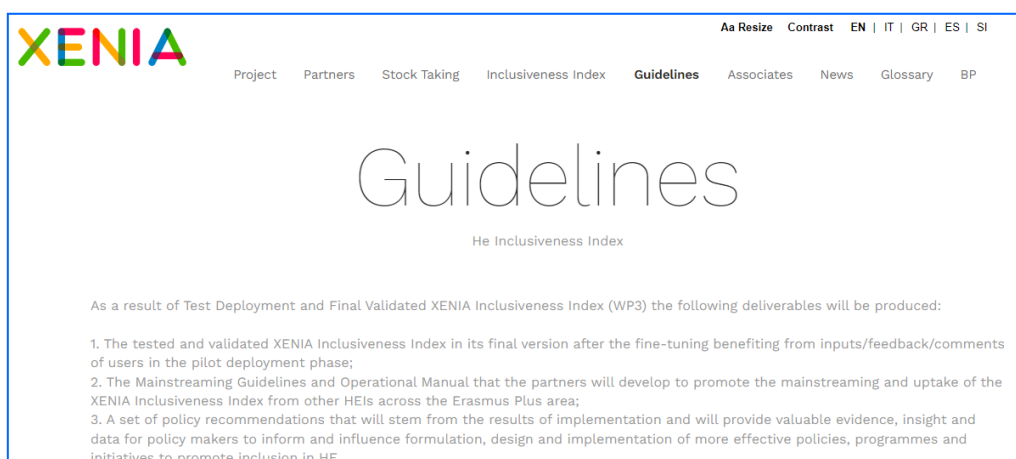 XENIA
Aa Resize Contrast EN | IT | GR | ES | SI
Project Partners Stock Taking Inclusiveness Index Guidelines Associates News Glossary BP
Guidelines
He Inclusiveness Index
As a result of Test Deployment and Final Validated XENIA Inclusiveness Index (WP3) the following deliverables will be produced:
1. The tested and validated XENIA Inclusiveness Index in its final version after the fine-tuning benefiting from inputs/feedback/comments
of users in the pilot deployment phase;
2. The Mainstreaming Guidelines and Operational Manual that the partners will develop to promote the mainstreaming and uptake of the
XENIA Inclusiveness Index from other HEIs across the Erasmus Plus area;
3. A set of policy recommendations that will stem from the results of implementation and will provide valuable evidence, insight and
data for policy makers to inform and influence formulation, design and implementation of more effective policies, programmes and
initiatives to promote inclusion in HE